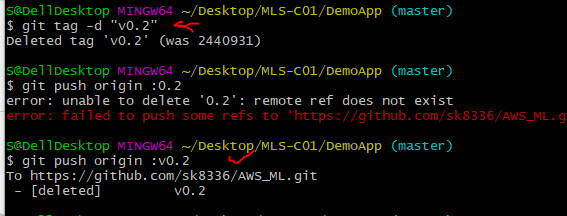 S@DellDesktop MINGW64 ~/Desktop/MLS-C01/DemoApp (master)
$ git tag -d "v0.2"
Deleted tag 'v0.2' (was 2440931)
S@DellDesktop MINGW64 ~/Desktop/MLS-C01/DemoApp (master)
$ git push origin :0.2
error: unable to delete '0.2': remote ref does not exist
error: failed to push some refs to 'https://github.com/sk8336/AWS_ML.g
S@DellDesktop MINGW64 ~/Desktop/MLS-C01/DemoApp (master)
$ git push origin :v0.2
To https://github.com/sk8336/AWS_ML.git
 - [deleted]         v0.2